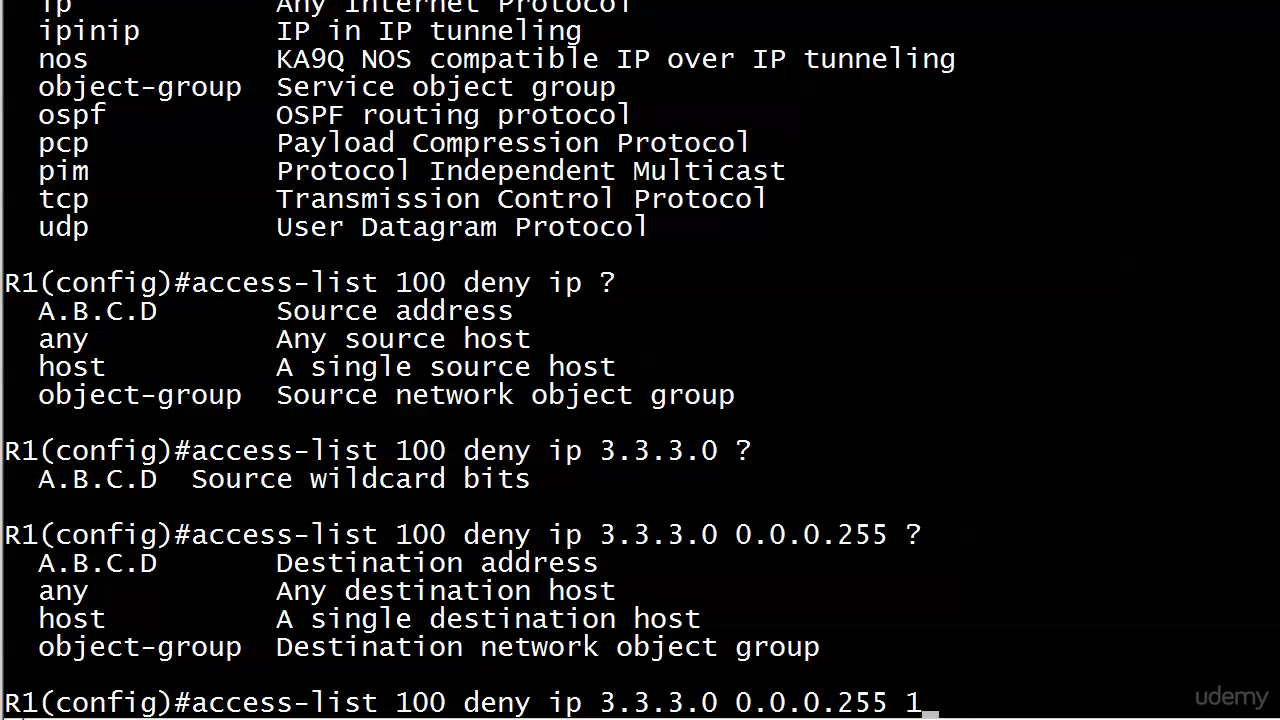 ip             Any Internet Protocol
ipinip         IP in IP tunneling
nos            KA9Q NOS compatible IP over IP tunneling
object-group   Service object group
ospf           OSPF routing protocol
pcp            Payload Compression Protocol
pim            Protocol Independent Multicast
tcp            Transmission Control Protocol
udp            User Datagram Protocol
R1(config)#access-list 100 deny ip ?
A.B.C.D        Source address
any            Any source host
host           A single source host
object-group   Source network object group
R1(config)#access-list 100 deny ip 3.3.3.0 ?
A.B.C.D  Source wildcard bits
R1(config)#access-list 100 deny ip 3.3.3.0 0.0.0.255 ?
A.B.C.D        Destination address
any            Any destination host
host           A single destination host
object-group   Destination network object group
R1(config)#access-list 100 deny ip 3.3.3.0 0.0.0.255 1
udemy